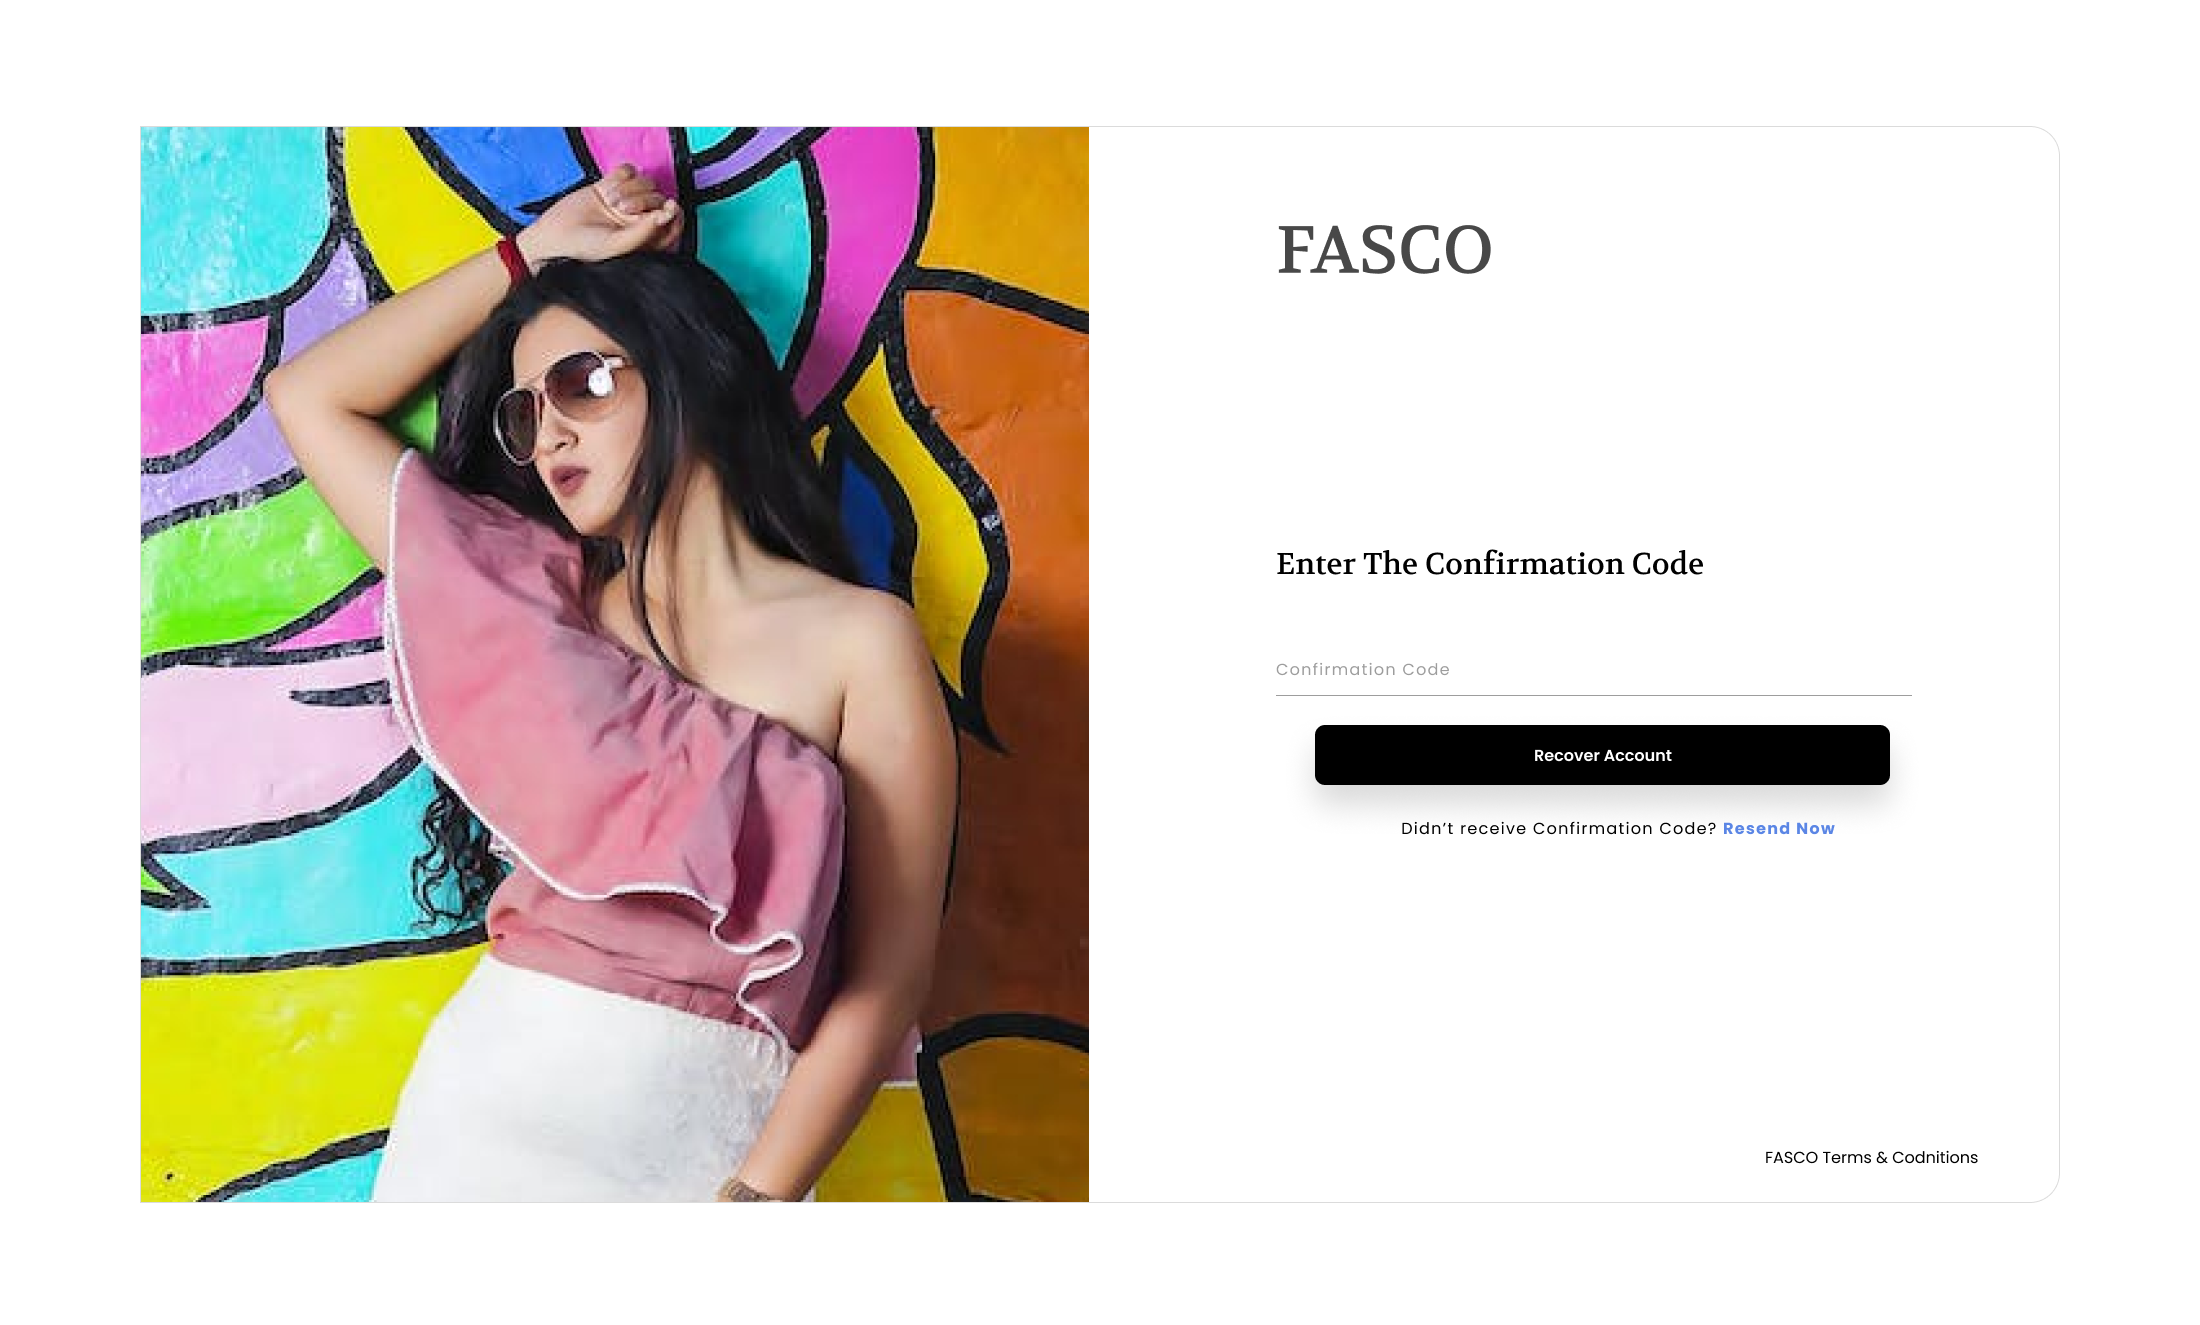 FASCO
Enter The Confirmation Code
Confirmation Code
Recover Account
Didn’t receive Confirmation Code? Resend Now
FASCO Terms & Codnitions